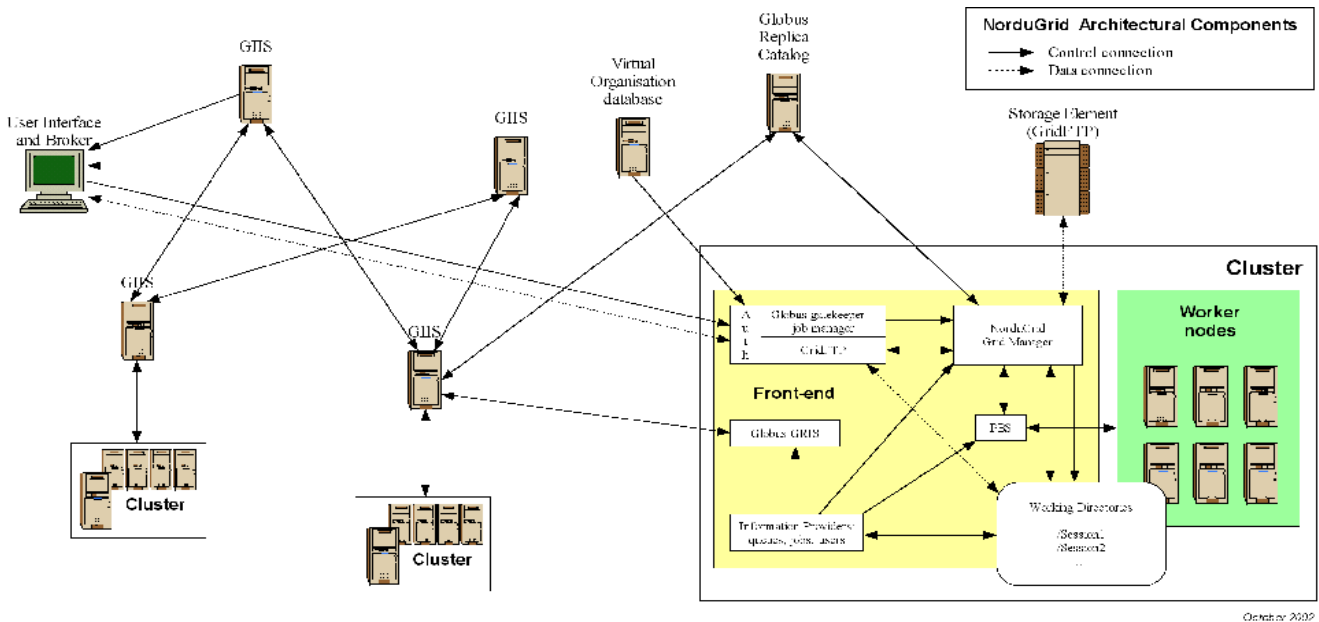 GIIS
Globus
Replica
Catalog
NorduGrid Architectural Components
Control connection
Data connection
Virtual
Organisation
database
User Interface
and Broker
GIIS
Storage Element
(GridFTP)
Cluster
GIIS
A
u
t
h
Globus gatekeeper
job manager
GridFTP
NorduGrid
Grid Manager
Worker
nodes
GIIS
Front-end
Globus GRIS
PBS
Cluster
Working Directories
/Session1
/Session2
...
Information Providers:
queues, jobs, users
Cluster
October 2002